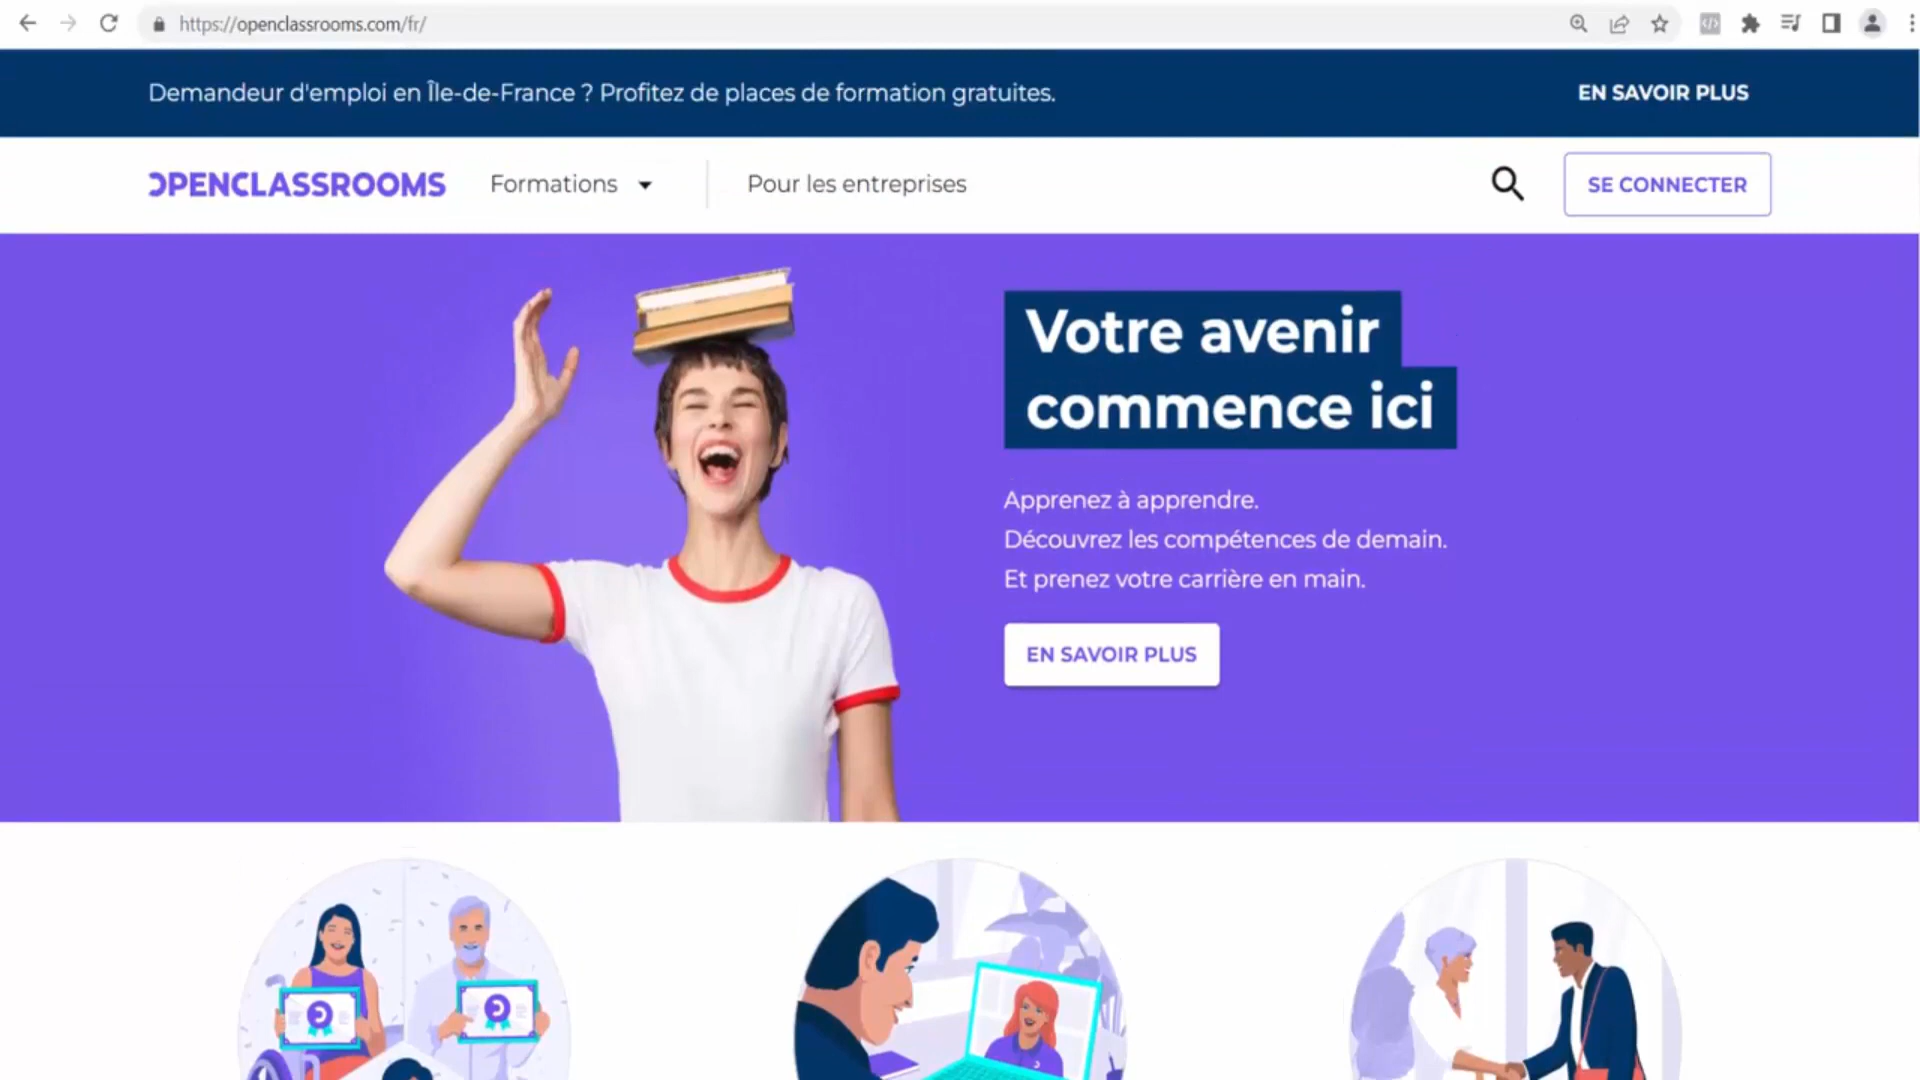 https://openclassrooms.com/fr/
Demandeur d'emploi en Île-de-France ? Profitez de places de formation gratuites.
EN SAVOIR PLUS
OPENCLASSROOMS
Formations
Pour les entreprises
SE CONNECTER
Votre avenir
commence ici
Apprenez à apprendre.
Découvrez les compétences de demain.
Et prenez votre carrière en main.
EN SAVOIR PLUS